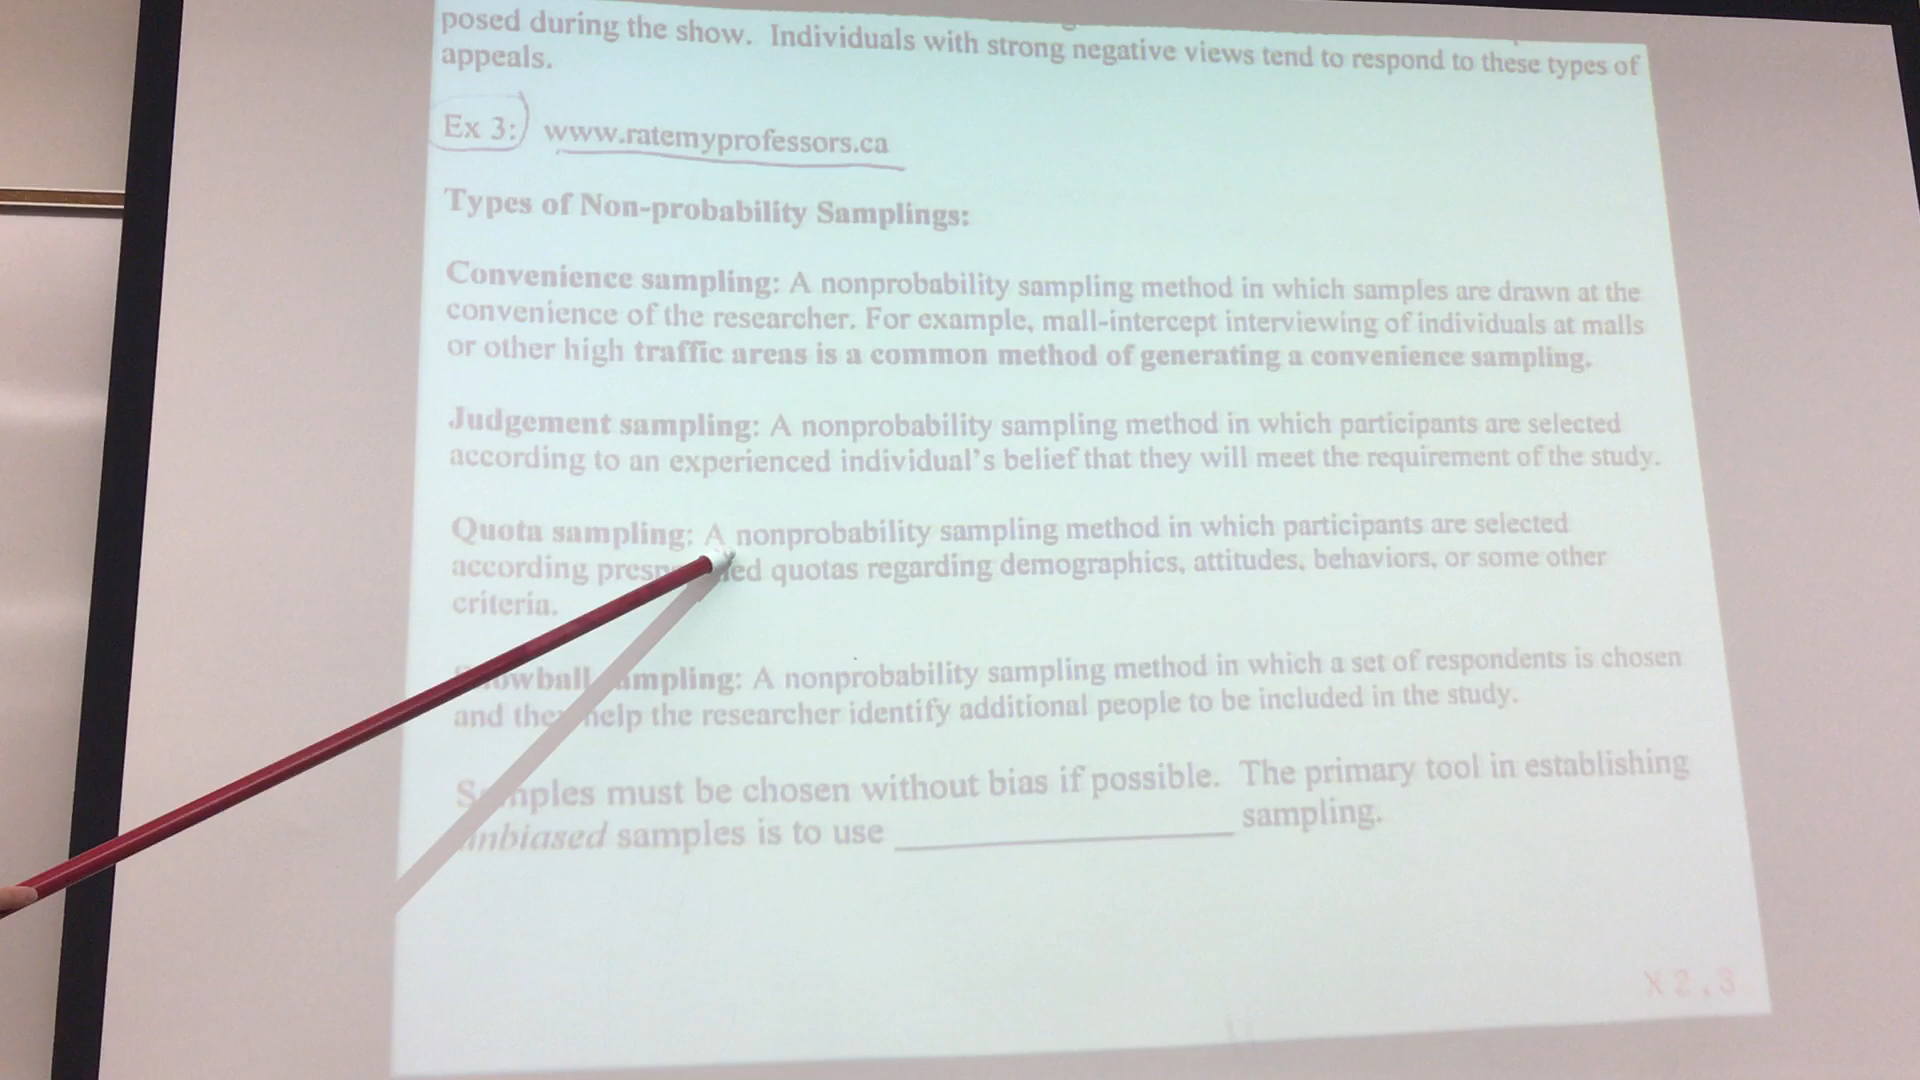 posed during the show. Individuals with strong negative views tend to respond to these types of
appeals.
Ex 3: www.ratemyprofessors.ca
Types of Non-probability Samplings:
Convenience sampling: A nonprobability sampling method in which samples are drawn at the
convenience of the researcher. For example, mall-intercept interviewing of individuals at malls
or other high traffic areas is a common method of generating a convenience sampling.
Judgement sampling: A nonprobability sampling method in which participants are selected
according to an experienced individual's belief that they will meet the requirement of the study.
Quota sampling: A nonprobability sampling method in which participants are selected
according quotas regarding demographics, attitudes, behaviors, or some other
criteria.
sampling: A nonprobability sampling method in which a set of respondents is chosen
and they help the researcher identify additional people to be included in the study.
Samples must be chosen without bias if possible. The primary tool in establishing
unbiased samples is to use ____________________ sampling.
X2.3